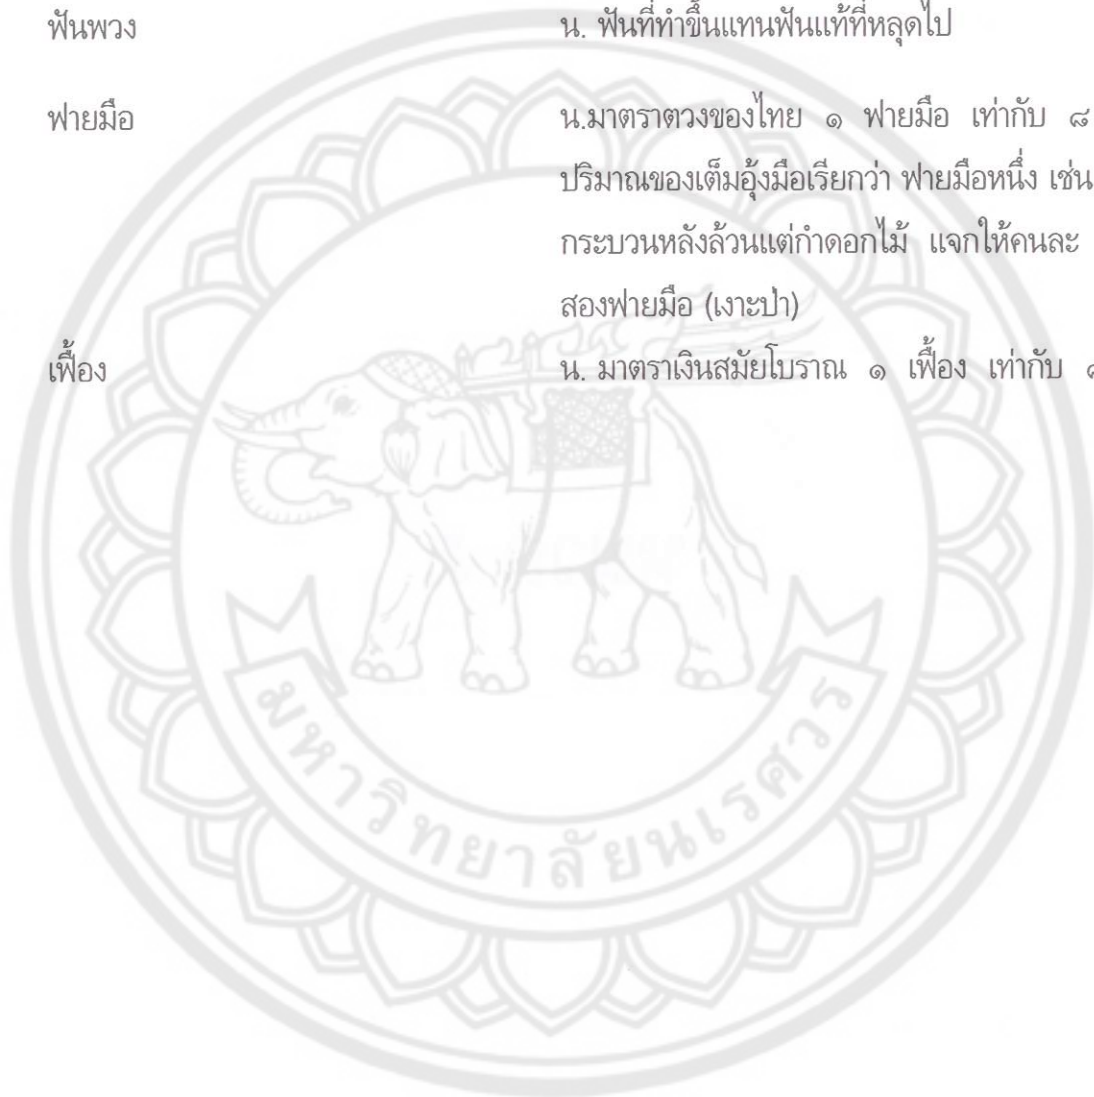 ฟันพวง น. ฟันที่ทำขึ้นแทนฟันแท้ที่หลุดไป
ฟายมือ น.มาตราตวงของไทย ๑ ฟายมือ เท่ากับ ๘
ปริมาณของเต็มอุ้งมือเรียกว่า ฟายมือหนึ่ง เช่น
กระบวนหลังล้วนแต่กำดอกไม้ แจกให้คนละ
สองฟายมือ (เงาะป่า)
เฟื้อง น. มาตราเงินสมัยโบราณ ๑ เฟื้อง เท่ากับ
มหาวิทยาลัยนเรศวร